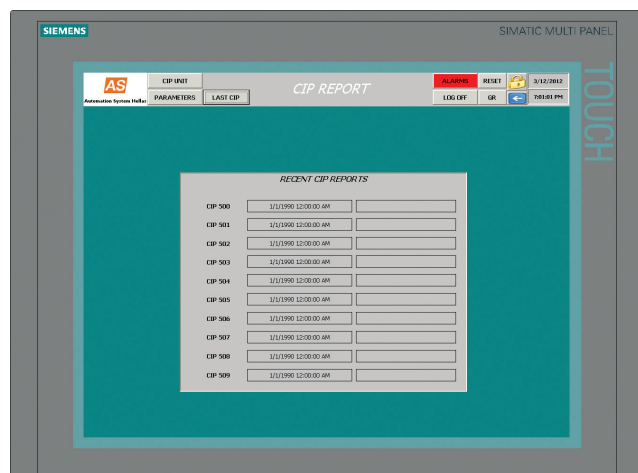 SIEMENS
SIMATIC MULTI PANEL
TOUCH
AS
Automation System Hellas
CIP UNIT
PARAMETERS
LAST CIP
CIP REPORT
ALARMS
RESET
3/12/2012
LOG OFF
GR
7:01:01 PM
RECENT CIP REPORTS
CIP 500 1/1/1990 12:00:00 AM
CIP 501 1/1/1990 12:00:00 AM
CIP 502 1/1/1990 12:00:00 AM
CIP 503 1/1/1990 12:00:00 AM
CIP 504 1/1/1990 12:00:00 AM
CIP 505 1/1/1990 12:00:00 AM
CIP 506 1/1/1990 12:00:00 AM
CIP 507 1/1/1990 12:00:00 AM
CIP 508 1/1/1990 12:00:00 AM
CIP 509 1/1/1990 12:00:00 AM